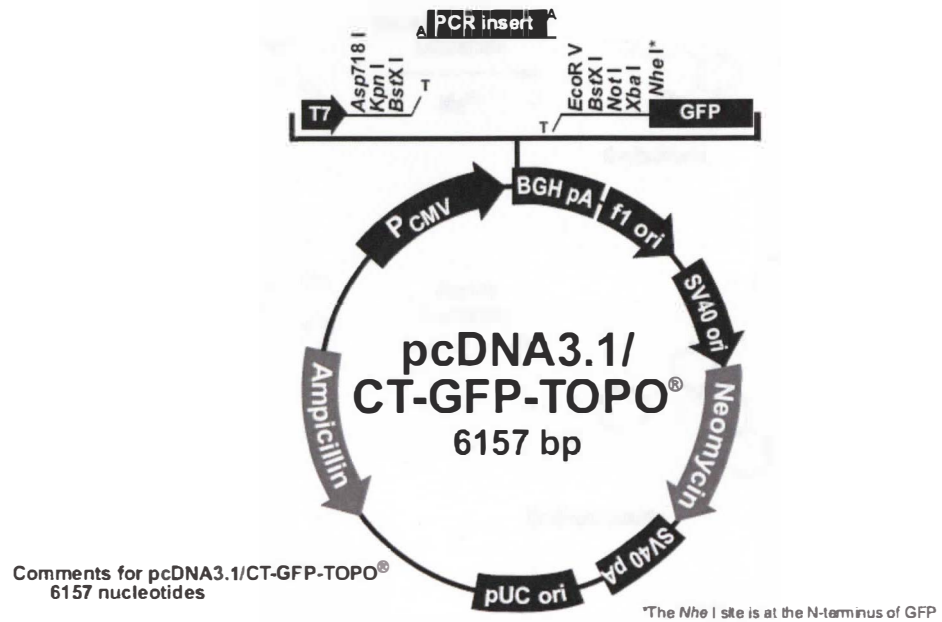 A PCR insert A
Asp718 I
Kpn I
BstX I
T
EcoR V
BstX I
Not I
Xba I
Nhe I*
T7
T
GFP
P CMV
BGH pA
f1 ori
SV40 ori
Neomycin
SV40 pA
pUC ori
Ampicillin
pcDNA3.1/
CT-GFP-TOPO®
6157 bp
Comments for pcDNA3.1/CT-GFP-TOPO®
6157 nucleotides
*The Nhe I site is at the N-terminus of GFP